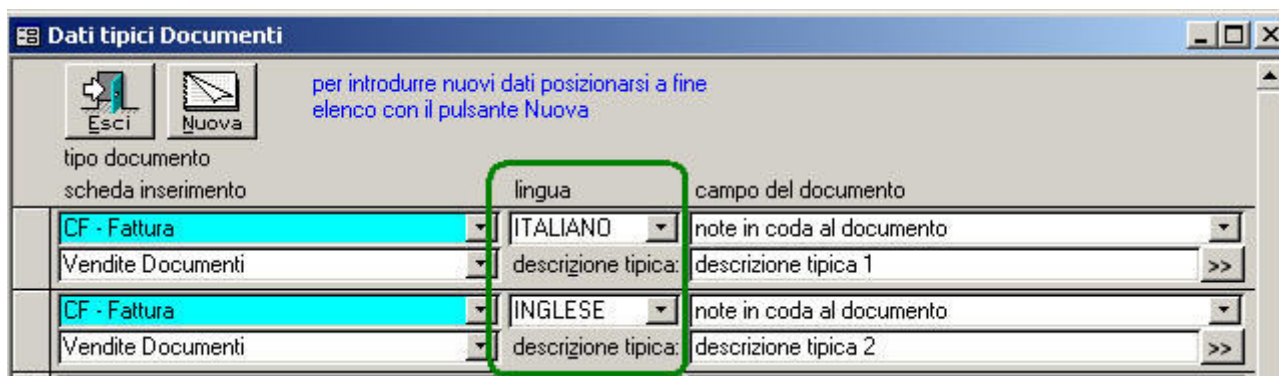 Dati tipici Documenti
per introdurre nuovi dati posizionarsi a fine
elenco con il pulsante Nuova
Esci Nuova
tipo documento
scheda inserimento lingua campo del documento
CF - Fattura ITALIANO note in coda al documento
Vendite Documenti descrizione tipica: descrizione tipica 1 >>
CF - Fattura INGLESE note in coda al documento
Vendite Documenti descrizione tipica: descrizione tipica 2 >>